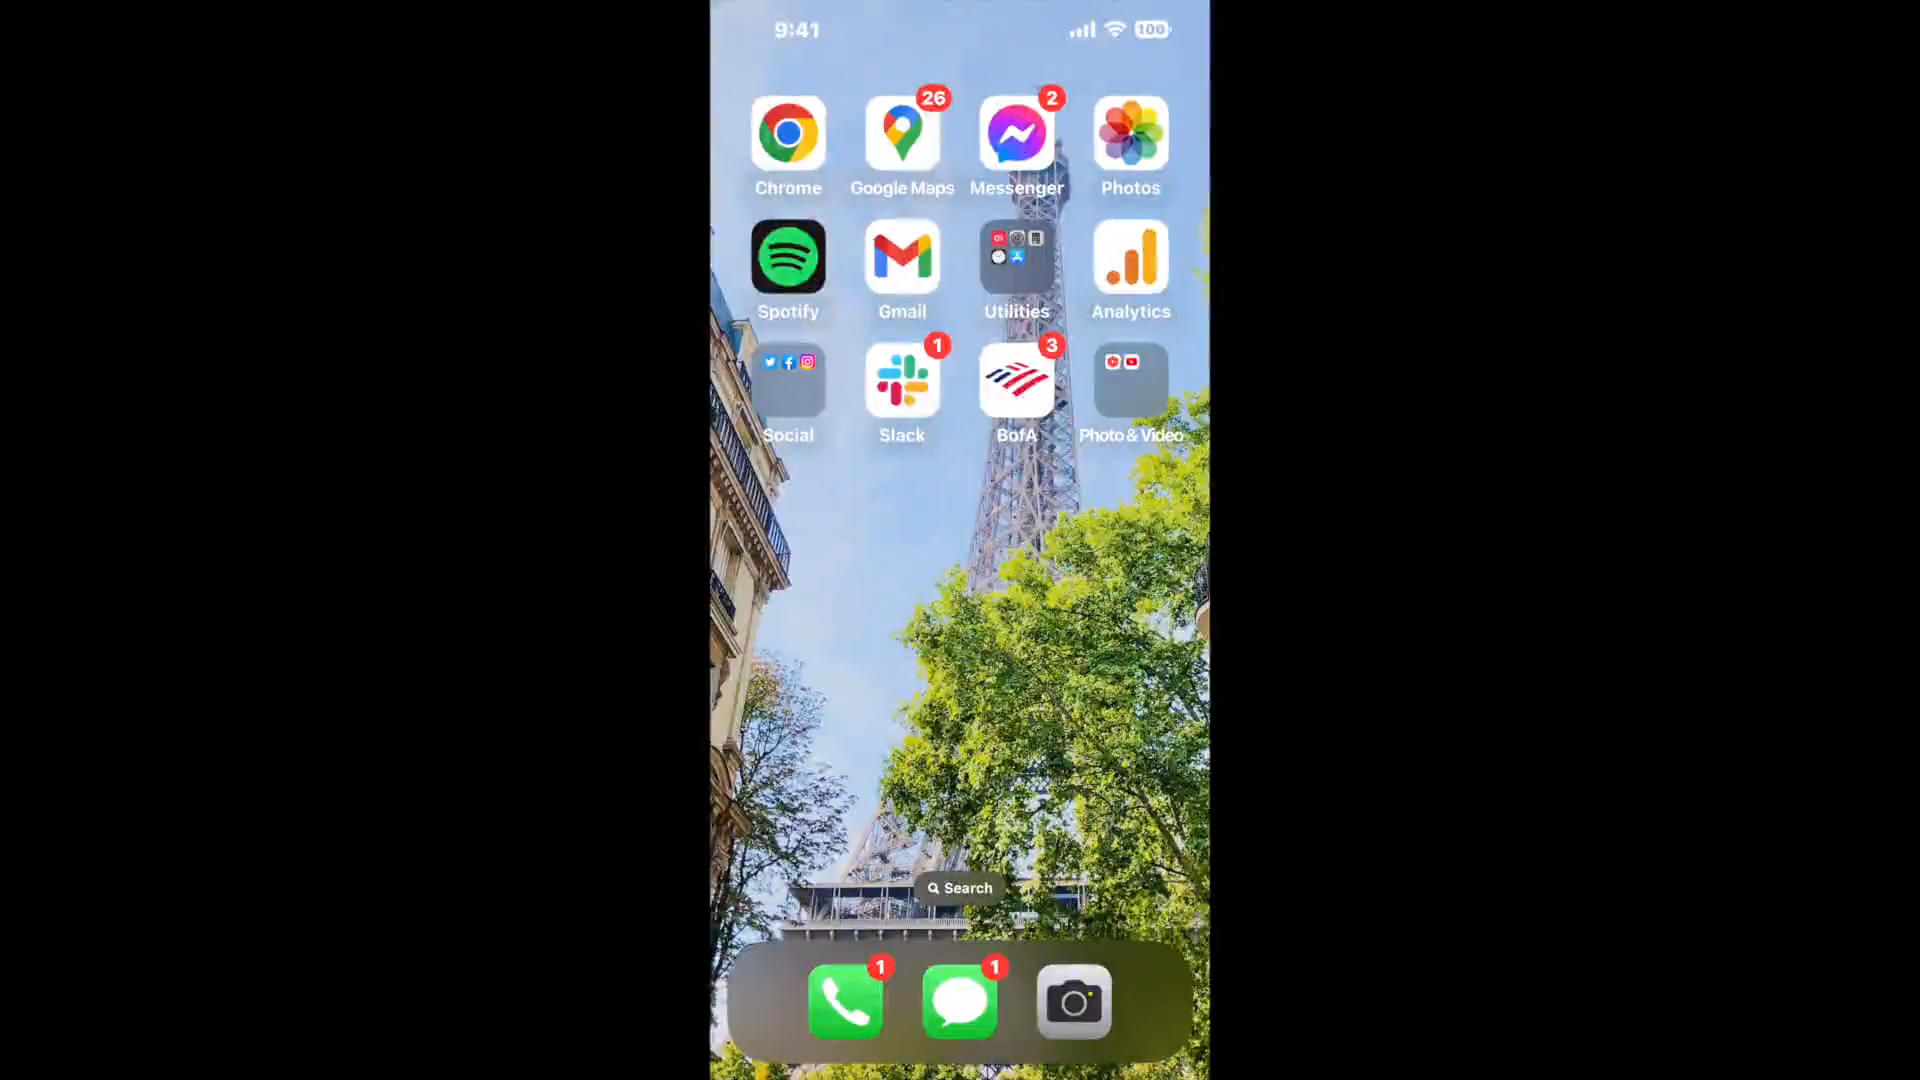 9:41 100
26 2
Chrome Google Maps Messenger Photos
Spotify Gmail Utilities Analytics
1 3
Social Slack BofA Photo & Video
Search
1 1